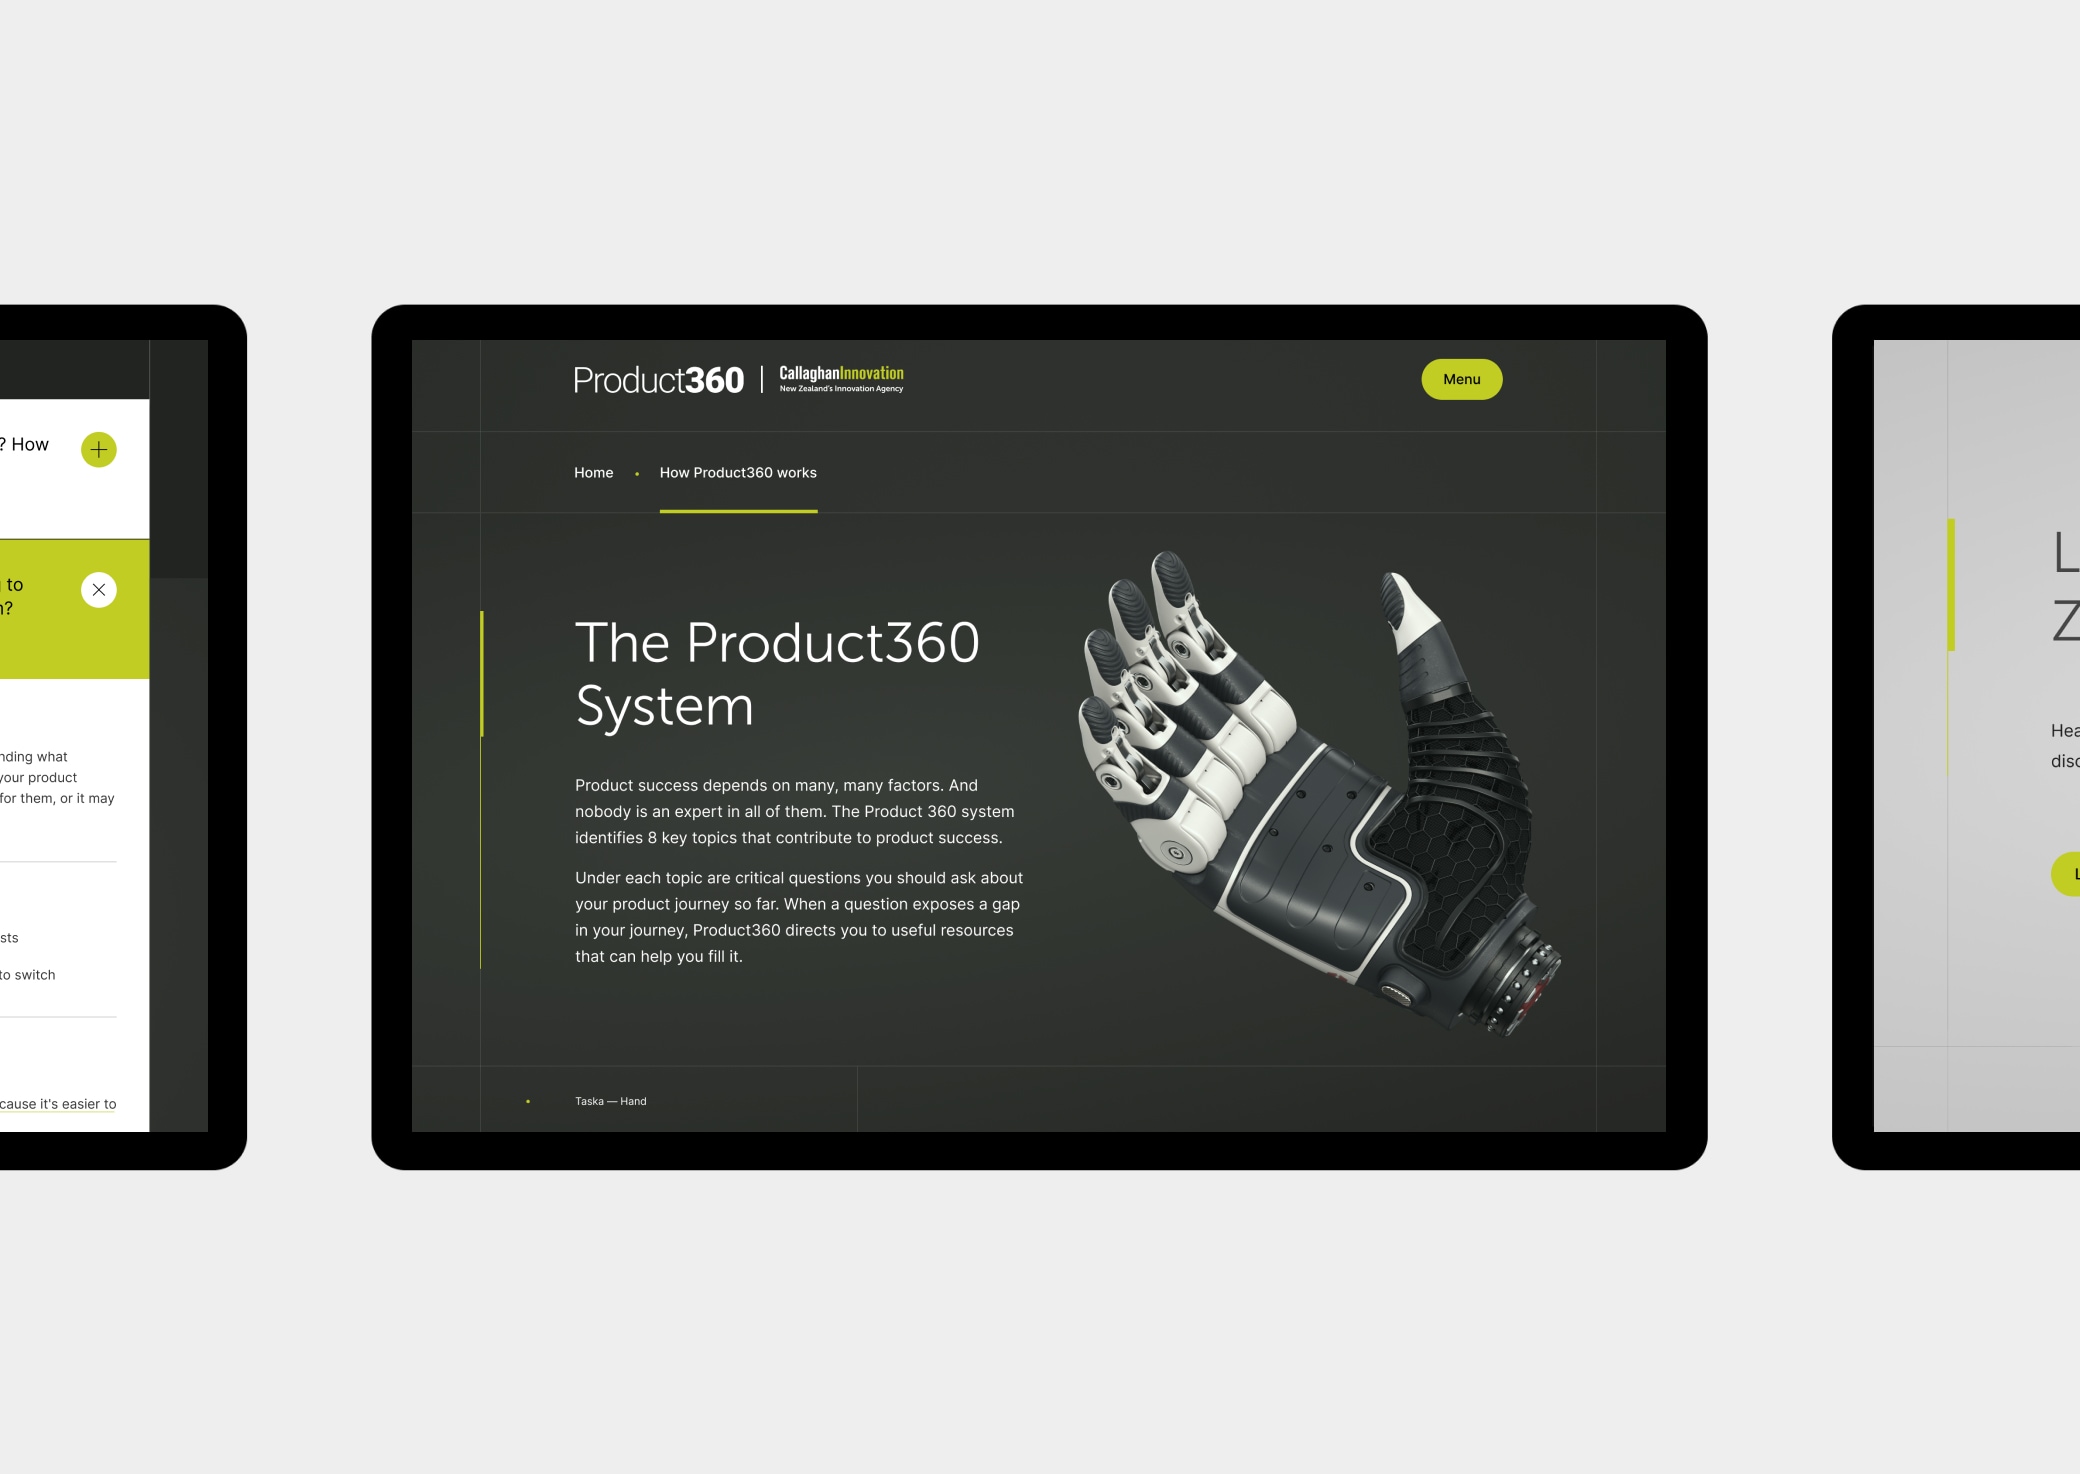 ? How
to
?
nding what
your product
for them, or it may
sts
to switch
cause it's easier to
Product360
CallaghanInnovation
New Zealand's Innovation Agency
Menu
Home • How Product360 works
The Product360
System
Product success depends on many, many factors. And
nobody is an expert in all of them. The Product 360 system
identifies 8 key topics that contribute to product success.
Under each topic are critical questions you should ask about
your product journey so far. When a question exposes a gap
in your journey, Product360 directs you to useful resources
that can help you fill it.
Taska — Hand
L
Z
Hea
disc
L